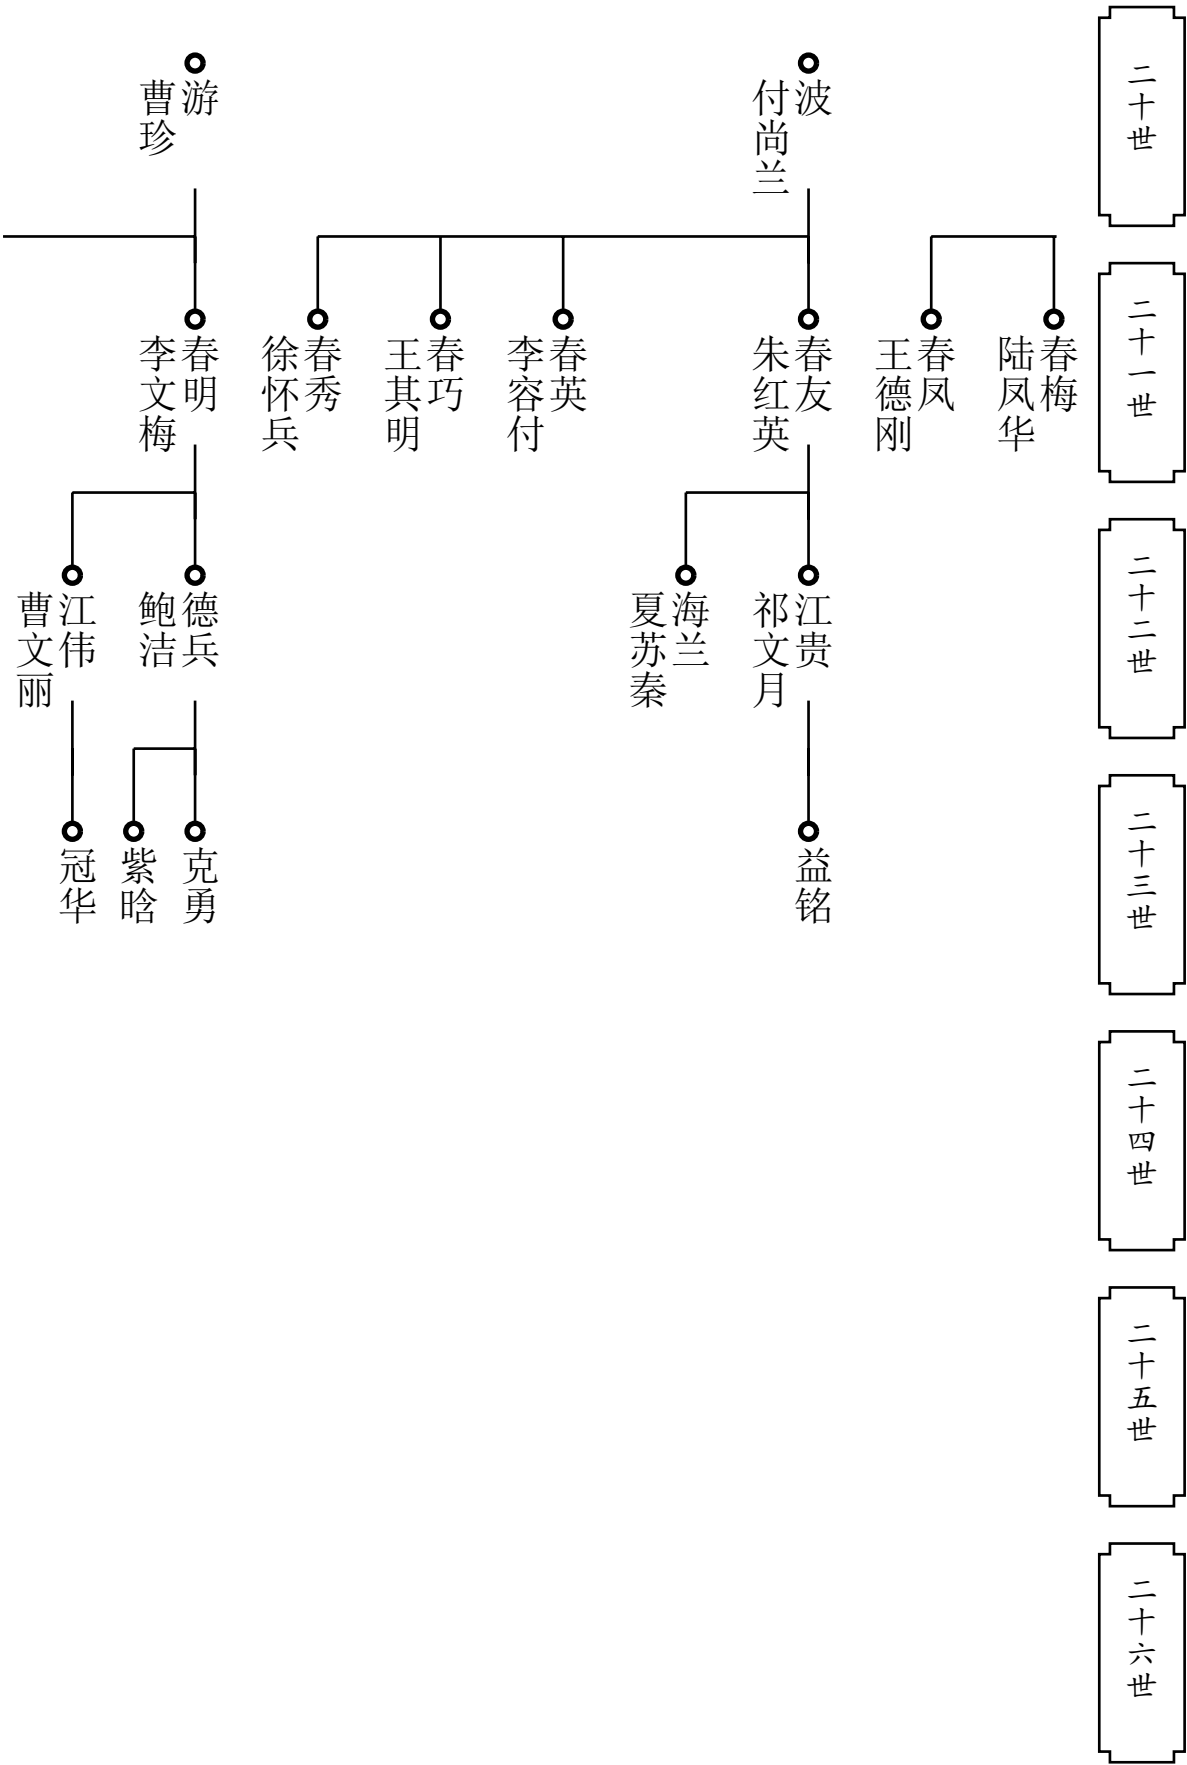 二十世
波
付尚兰
游
曹珍
二十一世
春梅
陆凤华
春凤
王德刚
春友
朱红英
春英
李容付
春巧
王其明
春秀
徐怀兵
春明
李文梅
二十二世
江贵
祁文月
海兰
夏苏秦
德兵
鲍洁
江伟
曹文丽
二十三世
益铭
克勇
紫晗
冠华
二十四世
二十五世
二十六世